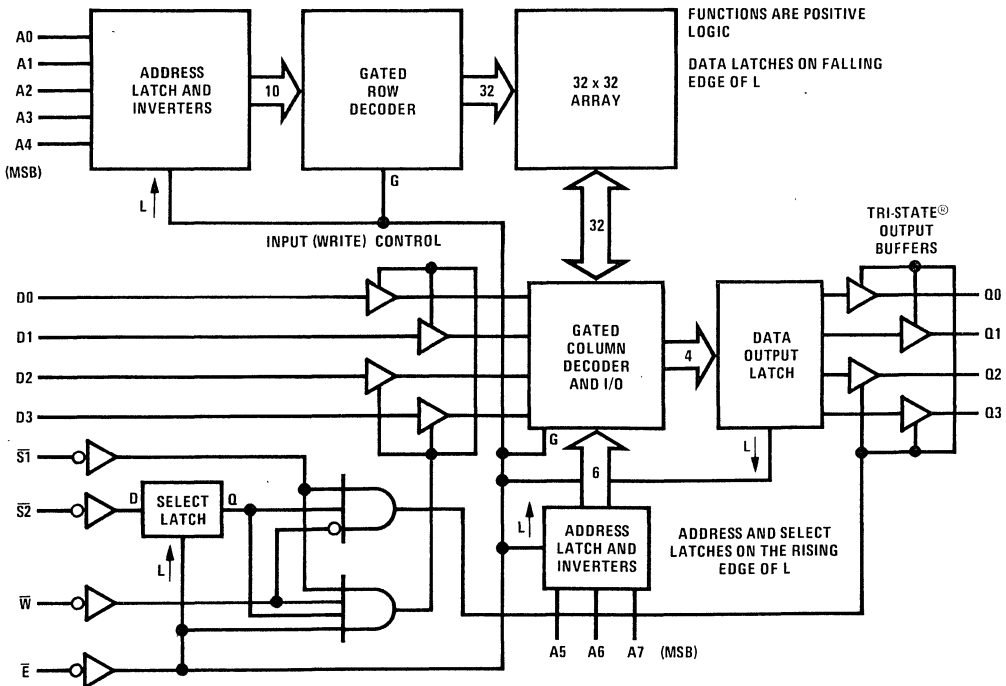 FUNCTIONS ARE POSITIVE
LOGIC
DATA LATCHES ON FALLING
EDGE OF L
A0
A1
A2
A3
A4
(MSB)
ADDRESS
LATCH AND
INVERTERS
10
GATED
ROW
DECODER
32
32 x 32
ARRAY
L
G
INPUT (WRITE) CONTROL
32
TRI-STATE®
OUTPUT
BUFFERS
D0
D1
D2
D3
GATED
COLUMN
DECODER
AND I/O
4
DATA
OUTPUT
LATCH
Q0
Q1
Q2
Q3
G
L
S̅1̅
S̅2̅
D
SELECT
LATCH
Q
L
6
L
ADDRESS
LATCH AND
INVERTERS
ADDRESS AND SELECT
LATCHES ON THE RISING
EDGE OF L
W̅
E̅
A5 A6 A7 (MSB)